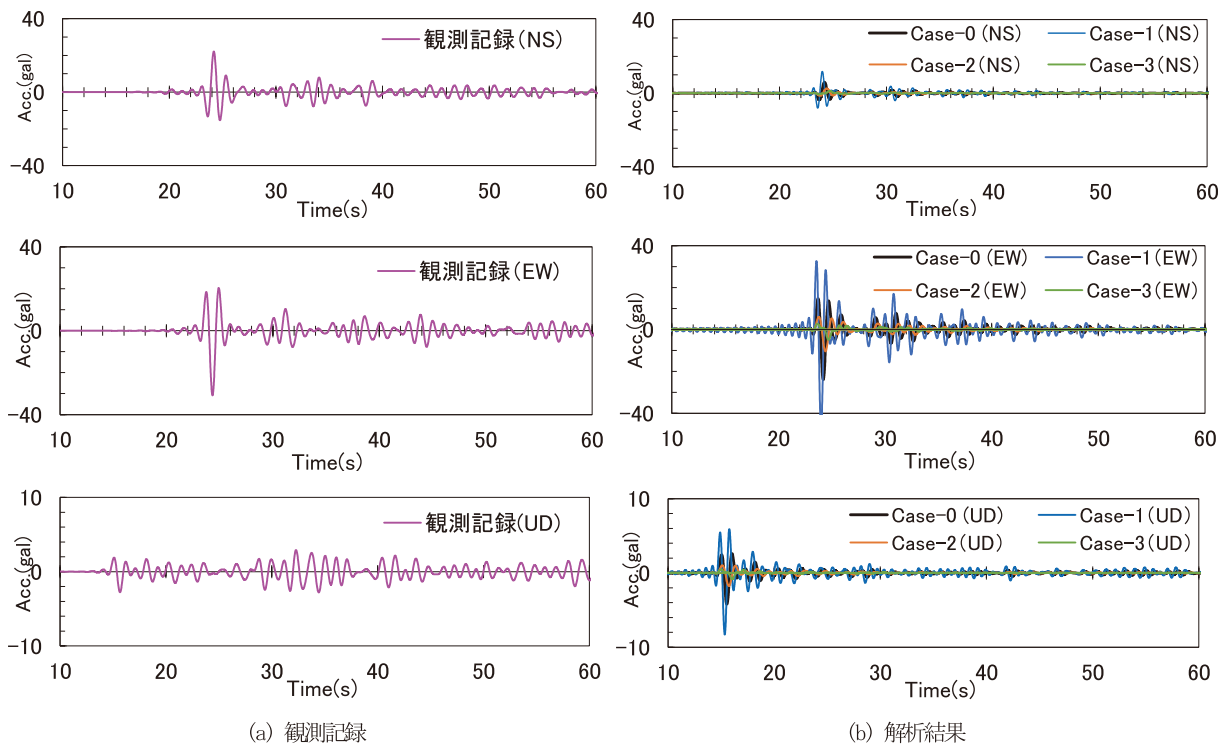 40
0
-40
Acc.(gal)
観測記録(NS)
10 20 30 40 50 60
Time(s)
40
0
-40
Acc.(gal)
観測記録(EW)
10 20 30 40 50 60
Time(s)
10
0
-10
Acc.(gal)
観測記録(UD)
10 20 30 40 50 60
Time(s)
(a) 観測記録
40
0
-40
Acc.(gal)
Case-0(NS) Case-1(NS)
Case-2(NS) Case-3(NS)
10 20 30 40 50 60
Time(s)
40
0
-40
Acc.(gal)
Case-0(EW) Case-1(EW)
Case-2(EW) Case-3(EW)
10 20 30 40 50 60
Time(s)
10
0
-10
Acc.(gal)
Case-0(UD) Case-1(UD)
Case-2(UD) Case-3(UD)
10 20 30 40 50 60
Time(s)
(b) 解析結果